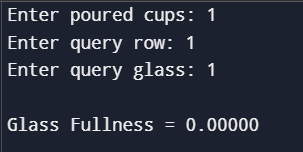 Enter poured cups: 1
Enter query row: 1
Enter query glass: 1
Glass Fullness = 0.00000